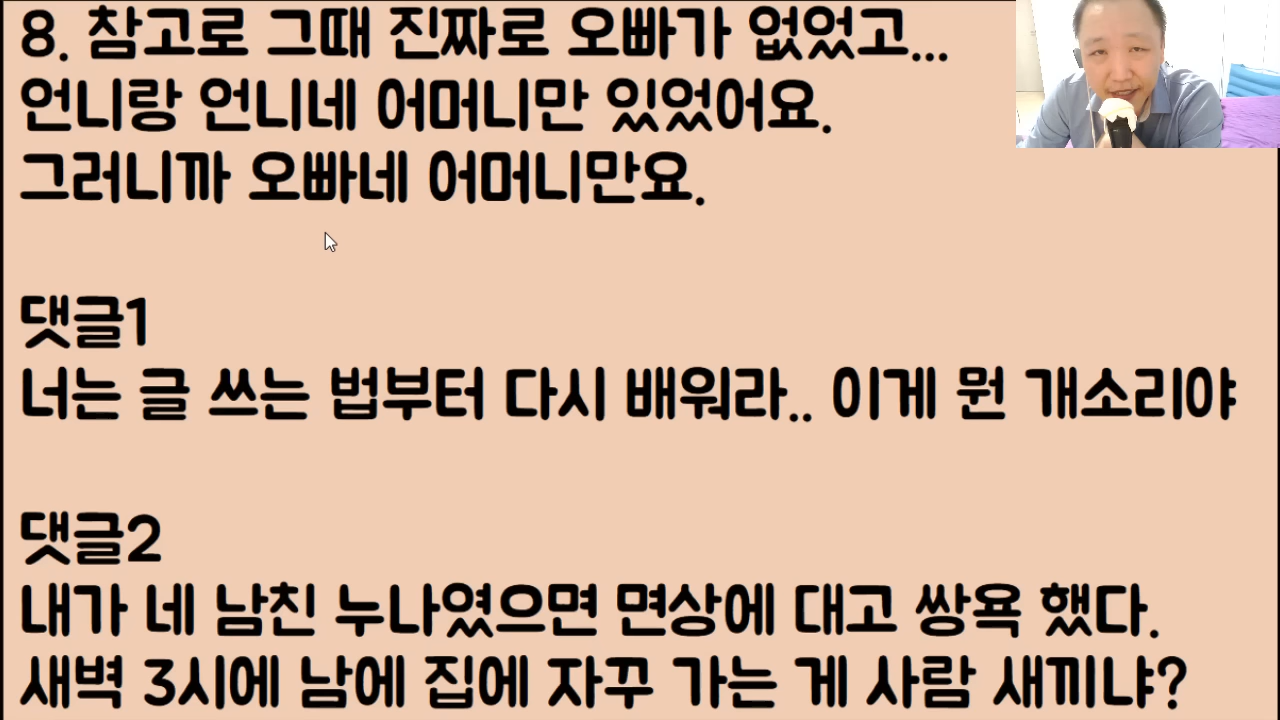 8. 참고로 그때 진짜로 오빠가 없었고...
언니랑 언니네 어머니만 있었어요.
그러니까 오빠네 어머니만요.
댓글1
너는 글 쓰는 법부터 다시 배워라.. 이게 뭔 개소리야
댓글2
내가 네 남친 누나였으면 면상에 대고 쌍욕 했다.
새벽 3시에 남에 집에 자꾸 가는 게 사람 새끼냐?